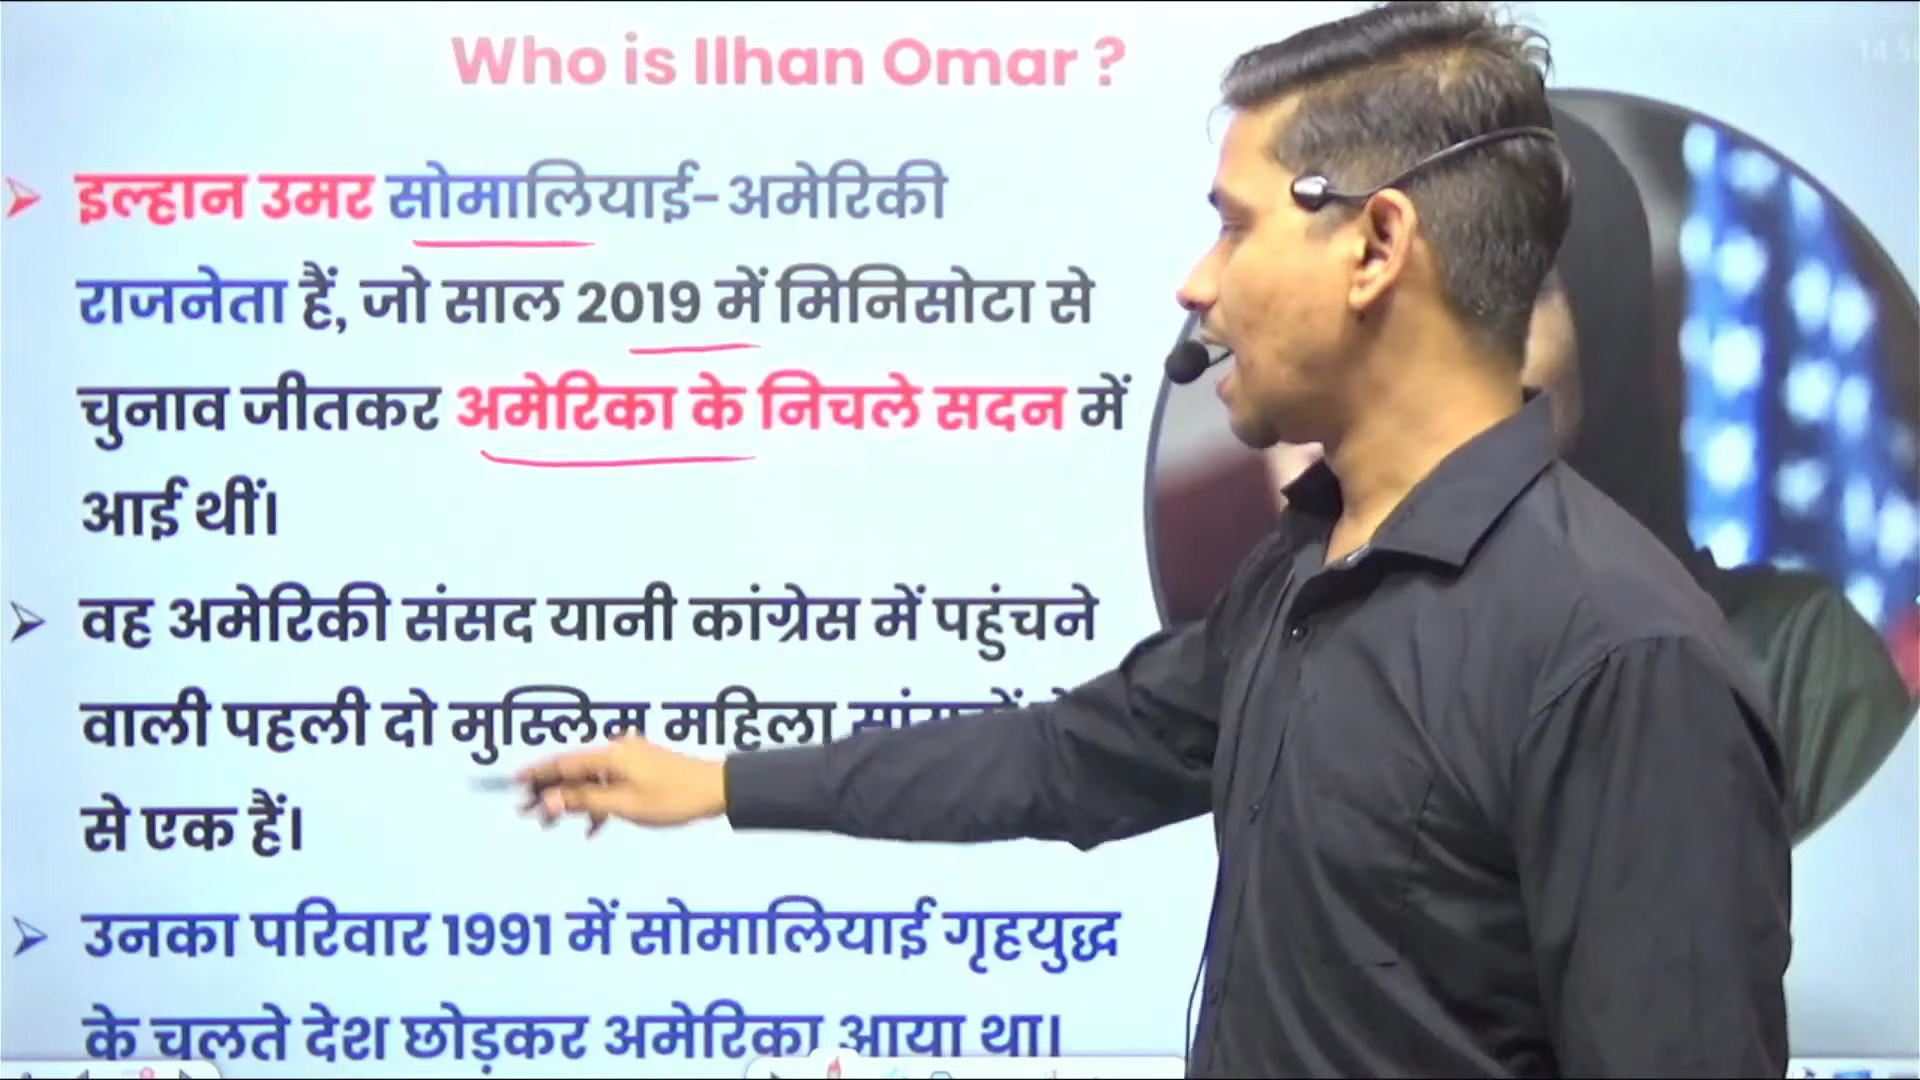 Who is Ilhan Omar ?
इल्हान उमर सोमालियाई-अमेरिकी
राजनेता हैं, जो साल 2019 में मिनिसोटा से
चुनाव जीतकर अमेरिका के निचले सदन में
आई थीं।
वह अमेरिकी संसद यानी कांग्रेस में पहुंचने
वाली पहली दो मुस्लिम महिला
से एक हैं।
उनका परिवार 1991 में सोमालियाई गृहयुद्ध
के चलते देश छोड़कर अमेरिका आया था।